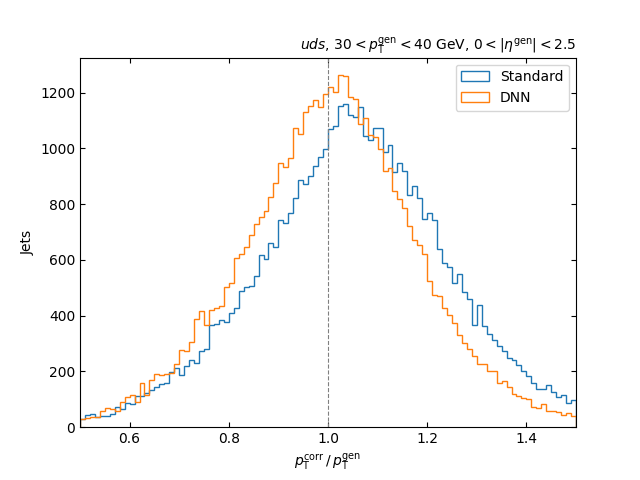 uds, 30 < p_T^gen < 40 GeV, 0 < |η^gen| < 2.5
Standard
DNN
Jets
1200
1000
800
600
400
200
0
0.6 0.8 1.0 1.2 1.4
p_T^corr / p_T^gen